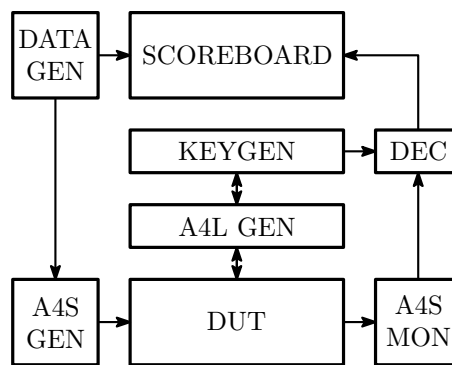 DATA
GEN
SCOREBOARD
KEYGEN
DEC
A4L GEN
A4S
GEN
DUT
A4S
MON